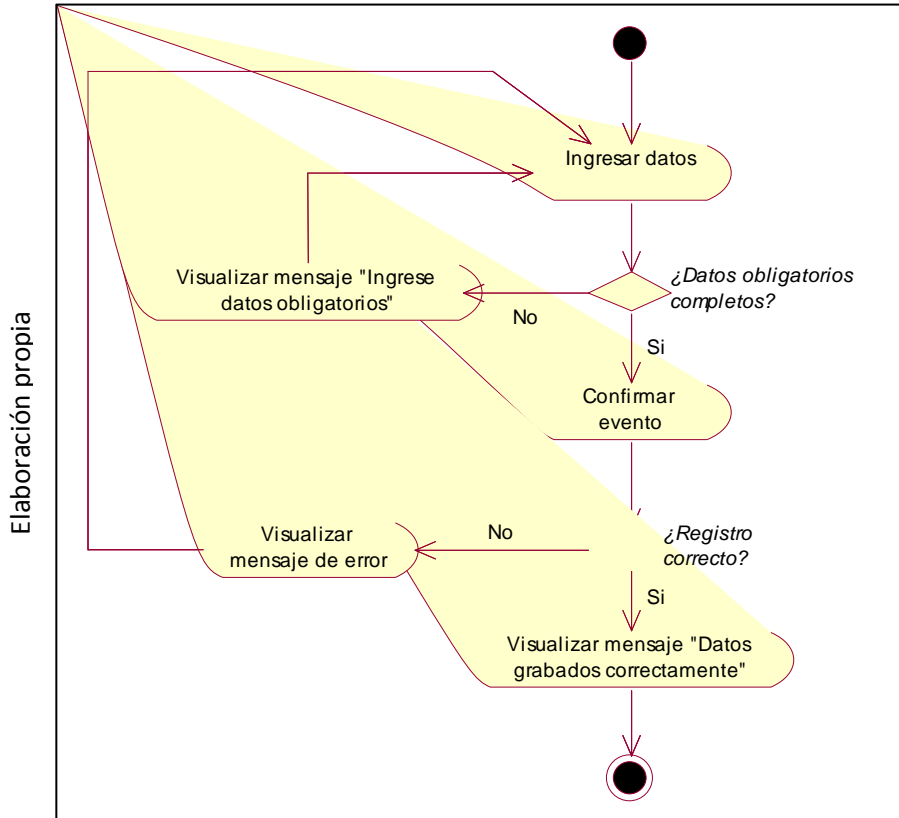 Elaboración propia
Ingresar datos
¿Datos obligatorios
completos?
Visualizar mensaje "Ingrese
datos obligatorios"
No
Si
Confirmar
evento
¿Registro
correcto?
No
Visualizar
mensaje de error
Si
Visualizar mensaje "Datos
grabados correctamente"